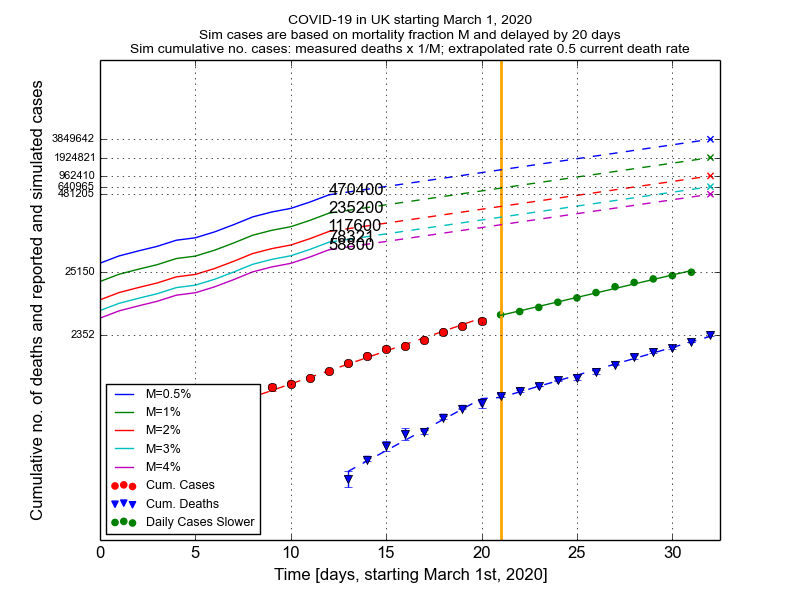 COVID-19 in UK starting March 1, 2020
Sim cases are based on mortality fraction M and delayed by 20 days
Sim cumulative no. cases: measured deaths x 1/M; extrapolated rate 0.5 current death rate
Cumulative no. of deaths and reported and simulated cases
3849642
1924821
962410
640965
481205
25150
2352
470400
235200
117600
78321
58800
M=0.5%
M=1%
M=2%
M=3%
M=4%
Cum. Cases
Cum. Deaths
Daily Cases Slower
0 5 10 15 20 25 30
Time [days, starting March 1st, 2020]